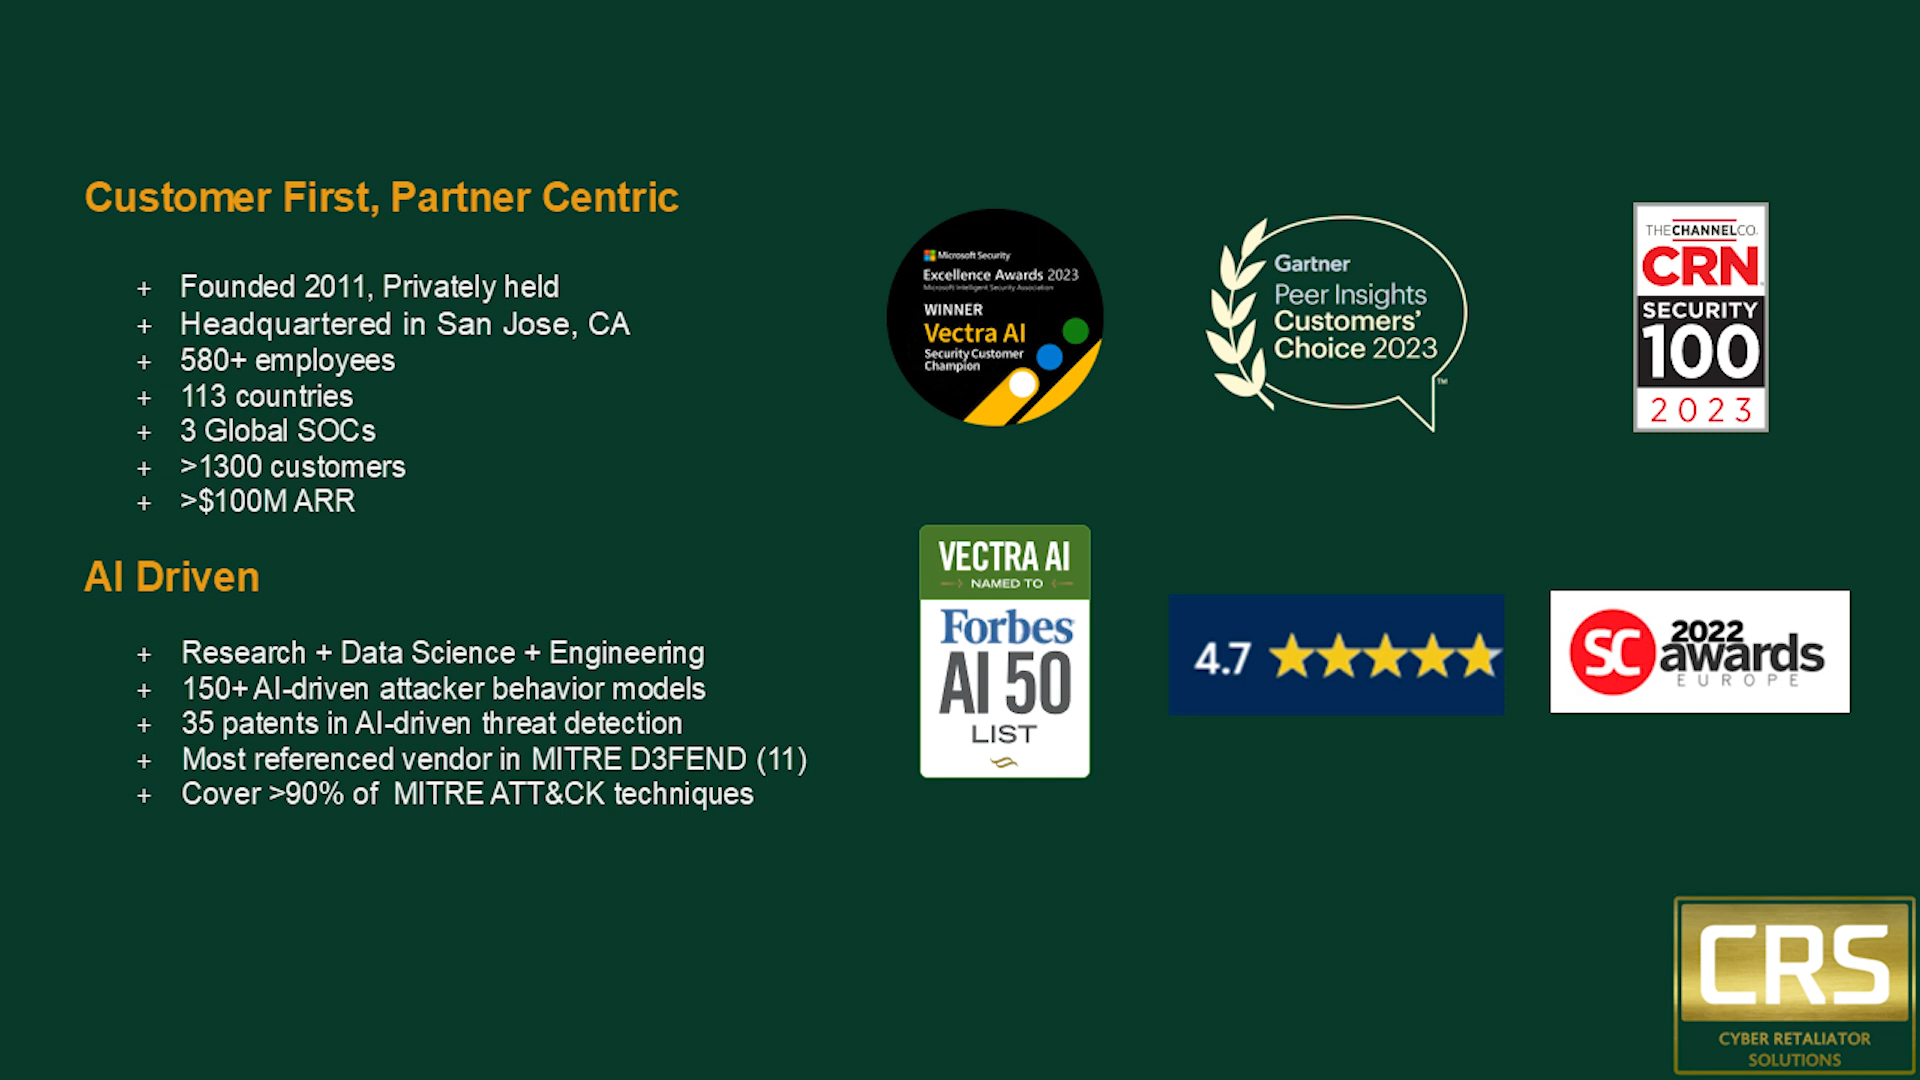 Customer First, Partner Centric
+ Founded 2011, Privately held
+ Headquartered in San Jose, CA
+ 580+ employees
+ 113 countries
+ 3 Global SOCs
+ >1300 customers
+ >$100M ARR
AI Driven
+ Research + Data Science + Engineering
+ 150+ AI-driven attacker behavior models
+ 35 patents in AI-driven threat detection
+ Most referenced vendor in MITRE D3FEND (11)
+ Cover >90% of MITRE ATT&CK techniques
Microsoft Security
Excellence Awards 2023
Microsoft Intelligent Security Association
WINNER
Vectra AI
Security Customer
Champion
Gartner
Peer Insights
Customers'
Choice 2023
TM
THE CHANNEL CO.
CRN
SECURITY
100
2023
VECTRA AI
NAMED TO
Forbes
AI 50
LIST
4.7
SC 2022
awards
EUROPE
CRS
CYBER RETALIATOR
SOLUTIONS